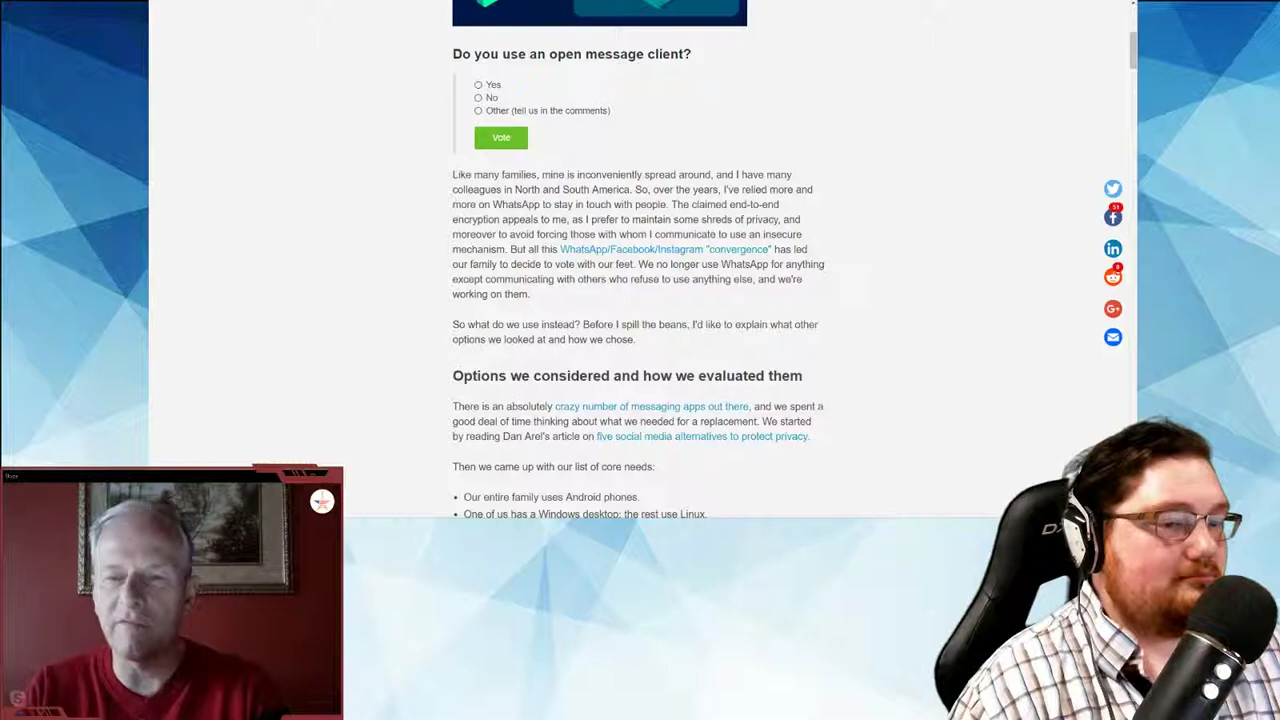 Do you use an open message client?
Yes
No
Other (tell us in the comments)
Vote
Like many families, mine is inconveniently spread around, and I have many
colleagues in North and South America. So, over the years, I've relied more and
more on WhatsApp to stay in touch with people. The claimed end-to-end
encryption appeals to me, as I prefer to maintain some shreds of privacy, and
moreover to avoid forcing those with whom I communicate to use an insecure
mechanism. But all this WhatsApp/Facebook/Instagram "convergence" has led
our family to decide to vote with our feet. We no longer use WhatsApp for anything
except communicating with others who refuse to use anything else, and we're
working on them.
So what do we use instead? Before I spill the beans, I'd like to explain what other
options we looked at and how we chose.
Options we considered and how we evaluated them
There is an absolutely crazy number of messaging apps out there, and we spent a
good deal of time thinking about what we needed for a replacement. We started
by reading Dan Arel's article on five social media alternatives to protect privacy.
Then we came up with our list of core needs:
• Our entire family uses Android phones.
• One of us has a Windows desktop; the rest use Linux.
51
in
G+
Skype
DX